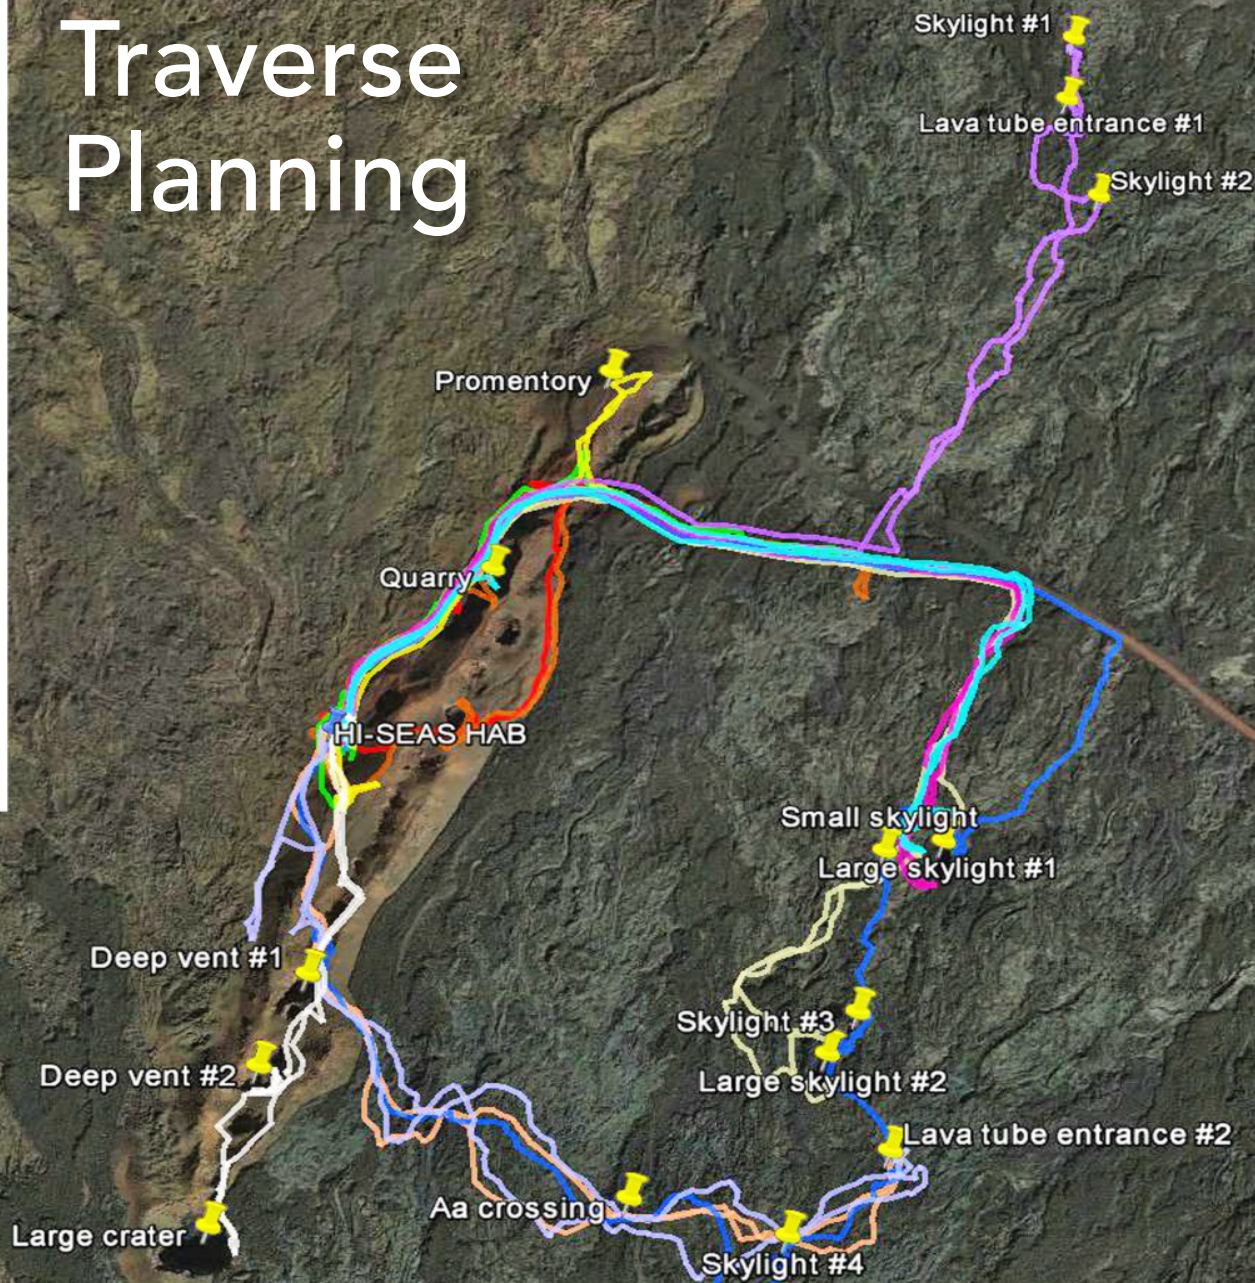 Traverse
Planning
Skylight #1
Lava tube entrance #1
Skylight #2
Promentory
Quarry
HI-SEAS HAB
Small skylight
Large skylight #1
Deep vent #1
Skylight #3
Deep vent #2
Large skylight #2
Lava tube entrance #2
Aa crossing
Large crater
Skylight #4